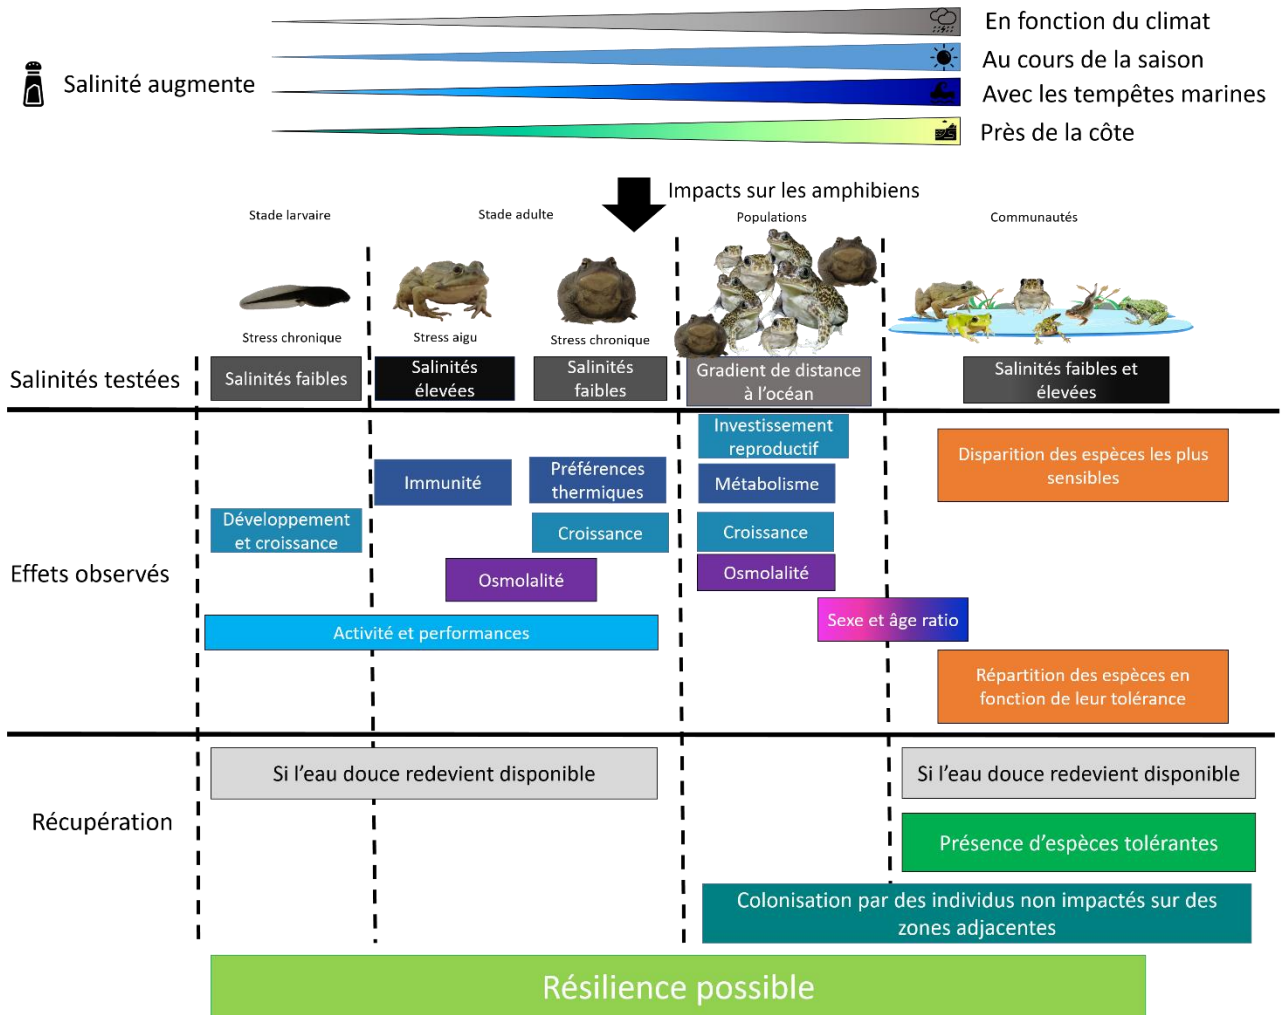 En fonction du climat
Au cours de la saison
Salinité augmente
Avec les tempêtes marines
Près de la côte
Impacts sur les amphibiens
Stade larvaire
Stade adulte
Populations
Communautés
Stress chronique
Stress aigu
Stress chronique
Salinités testées
Salinités faibles
Salinités
élevées
Salinités
faibles
Gradient de distance
à l'océan
Salinités faibles et
élevées
Effets observés
Développement
et croissance
Immunité
Préférences
thermiques
Croissance
Osmolalité
Activité et performances
Investissement
reproductif
Métabolisme
Croissance
Osmolalité
Sexe et âge ratio
Disparition des espèces les plus
sensibles
Répartition des espèces en
fonction de leur tolérance
Récupération
Si l'eau douce redevient disponible
Si l'eau douce redevient disponible
Présence d'espèces tolérantes
Colonisation par des individus non impactés sur des
zones adjacentes
Résilience possible